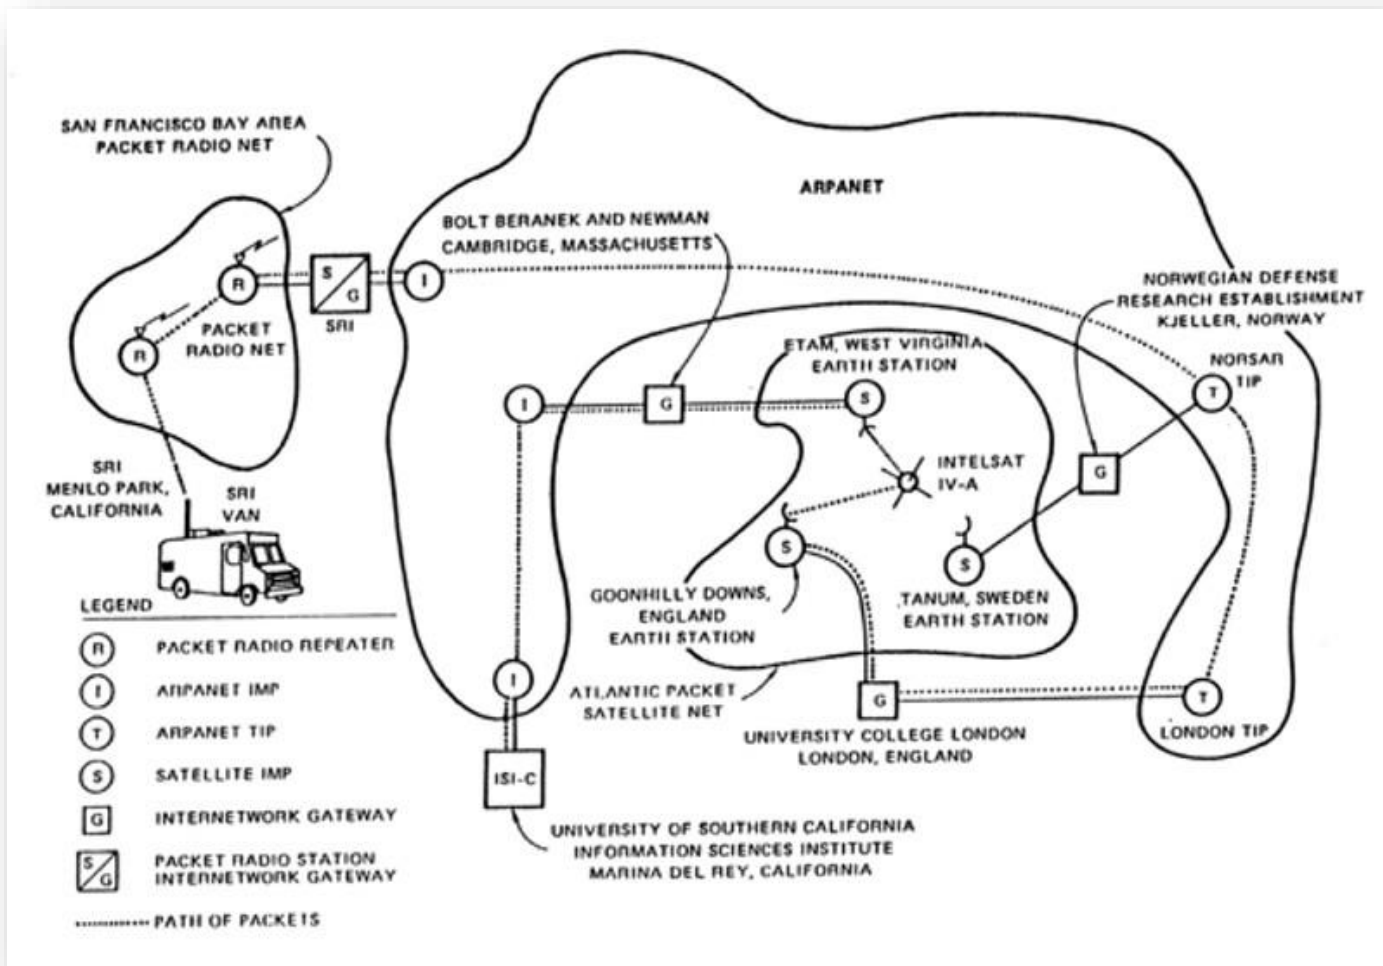 SAN FRANCISCO BAY AREA
PACKET RADIO NET
ARPANET
BOLT BERANEK AND NEWMAN
CAMBRIDGE, MASSACHUSETTS
NORWEGIAN DEFENSE
RESEARCH ESTABLISHMENT
KJELLER, NORWAY
R
S
G
I
SRI
PACKET
RADIO NET
R
ETAM, WEST VIRGINIA
EARTH STATION
NORSAR
TIP
T
I
G
S
G
INTELSAT
IV-A
SRI
MENLO PARK,
CALIFORNIA
SRI
VAN
S
S
GOONHILLY DOWNS,
ENGLAND
EARTH STATION
TANUM, SWEDEN
EARTH STATION
I
ATLANTIC PACKET
SATELLITE NET
G
T
UNIVERSITY COLLEGE LONDON
LONDON, ENGLAND
LONDON TIP
ISI-C
UNIVERSITY OF SOUTHERN CALIFORNIA
INFORMATION SCIENCES INSTITUTE
MARINA DEL REY, CALIFORNIA
LEGEND
R PACKET RADIO REPEATER
I ARPANET IMP
T ARPANET TIP
S SATELLITE IMP
G INTERNETWORK GATEWAY
S/G PACKET RADIO STATION
INTERNETWORK GATEWAY
PATH OF PACKETS